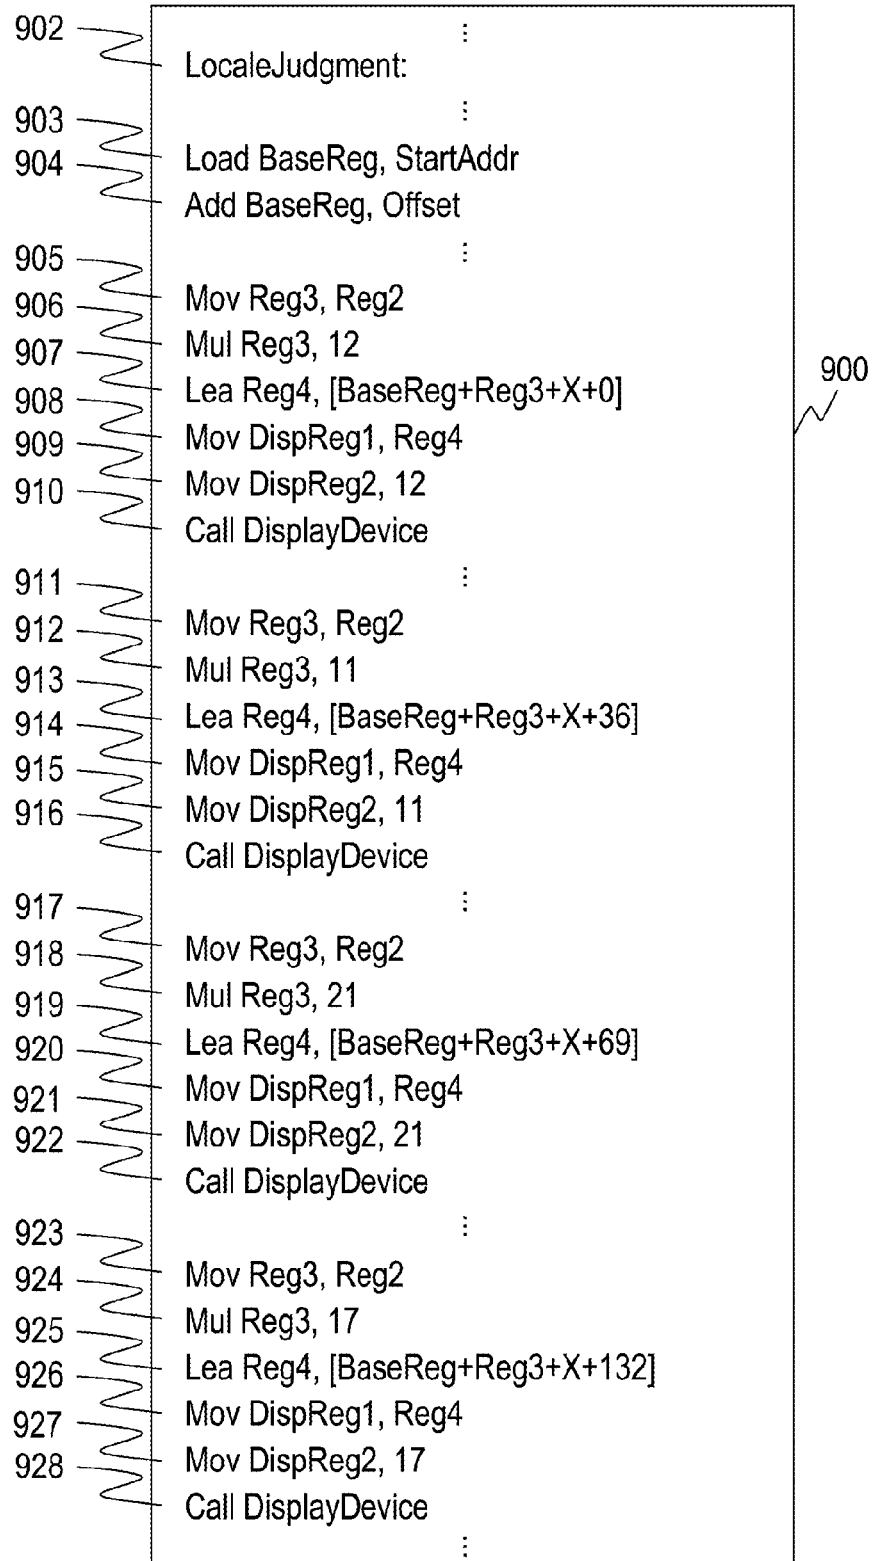 ⋮
902
LocaleJudgment:
⋮
903
Load BaseReg, StartAddr
904
Add BaseReg, Offset
⋮
905
Mov Reg3, Reg2
906
Mul Reg3, 12
907
Lea Reg4, [BaseReg+Reg3+X+0]
900
908
Mov DispReg1, Reg4
909
Mov DispReg2, 12
910
Call DisplayDevice
⋮
911
Mov Reg3, Reg2
912
Mul Reg3, 11
913
Lea Reg4, [BaseReg+Reg3+X+36]
914
Mov DispReg1, Reg4
915
Mov DispReg2, 11
916
Call DisplayDevice
⋮
917
Mov Reg3, Reg2
918
Mul Reg3, 21
919
Lea Reg4, [BaseReg+Reg3+X+69]
920
Mov DispReg1, Reg4
921
Mov DispReg2, 21
922
Call DisplayDevice
⋮
923
Mov Reg3, Reg2
924
Mul Reg3, 17
925
Lea Reg4, [BaseReg+Reg3+X+132]
926
Mov DispReg1, Reg4
927
Mov DispReg2, 17
928
Call DisplayDevice
⋮